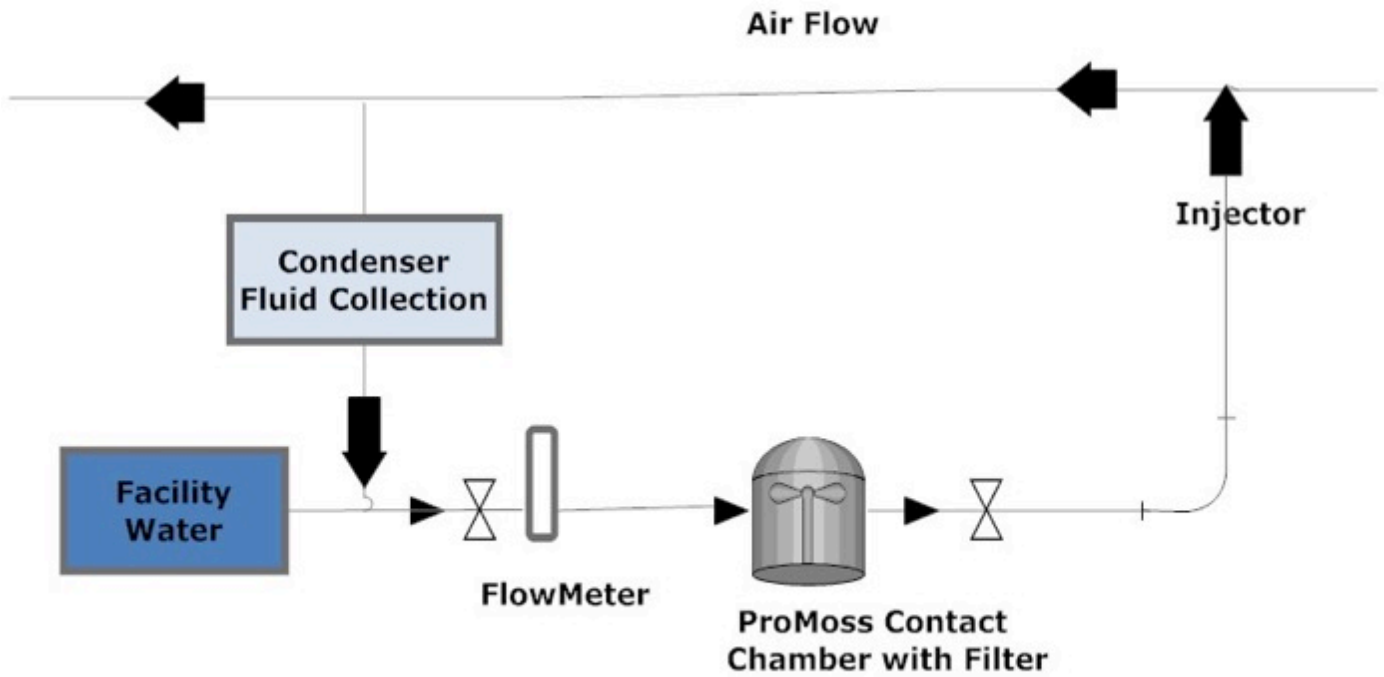 Air Flow
Injector
Condenser
Fluid Collection
Facility
Water
FlowMeter
ProMoss Contact
Chamber with Filter